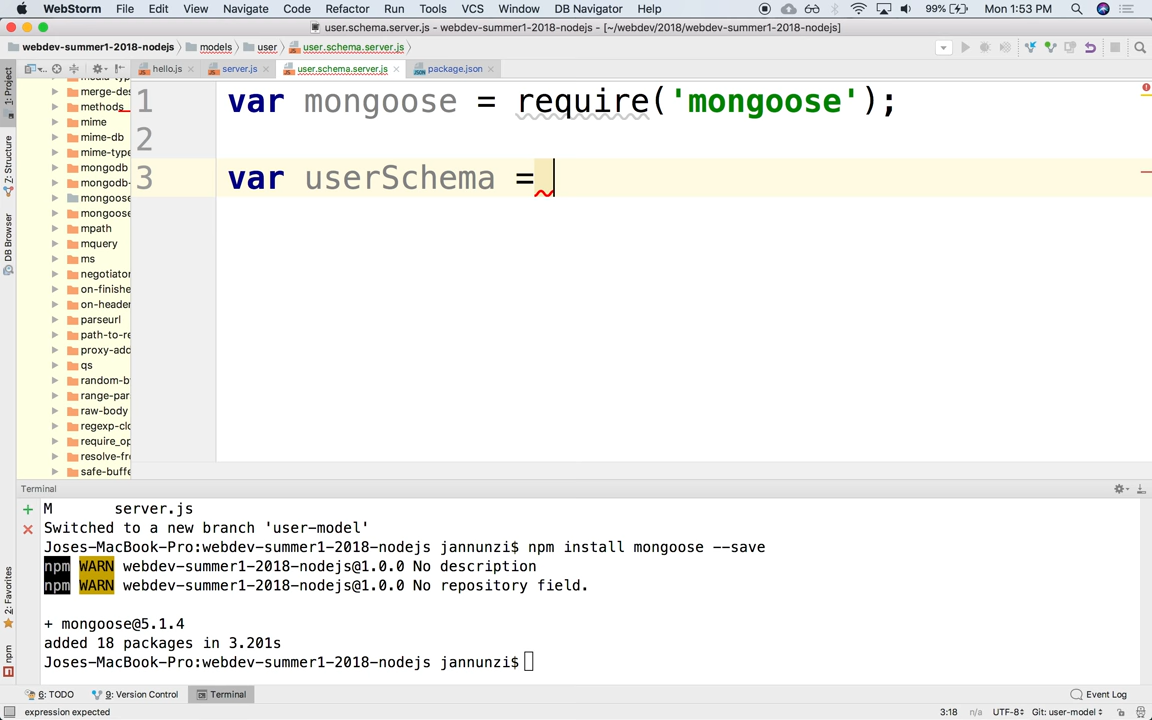 WebStorm File Edit View Navigate Code Refactor Run Tools VCS Window DB Navigator Help 99% Mon 1:53 PM
user.schema.server.js - webdev-summer1-2018-nodejs - [~/webdev/2018/webdev-summer1-2018-nodejs]
webdev-summer1-2018-nodejs models user user.schema.server.js
hello.js server.js user.schema.server.js package.json
1: Project
7: Structure
DB Browser
2: Favorites
npm
merge-des
methods
mime
mime-db
mime-type
mongodb
mongodb-
mongoose
mongoose
mpath
mquery
ms
negotiator
on-finishe
on-header
parseurl
path-to-re
proxy-add
qs
random-b
range-par
raw-body
regexp-clo
require_op
resolve-fr
safe-buffe
1 var mongoose = require('mongoose');
2
3 var userSchema =
Terminal
M server.js
Switched to a new branch 'user-model'
Joses-MacBook-Pro:webdev-summer1-2018-nodejs jannunzi$ npm install mongoose --save
npm WARN webdev-summer1-2018-nodejs@1.0.0 No description
npm WARN webdev-summer1-2018-nodejs@1.0.0 No repository field.
+ mongoose@5.1.4
added 18 packages in 3.201s
Joses-MacBook-Pro:webdev-summer1-2018-nodejs jannunzi$
6: TODO 9: Version Control Terminal Event Log
expression expected 3:18 n/a UTF-8 Git: user-model